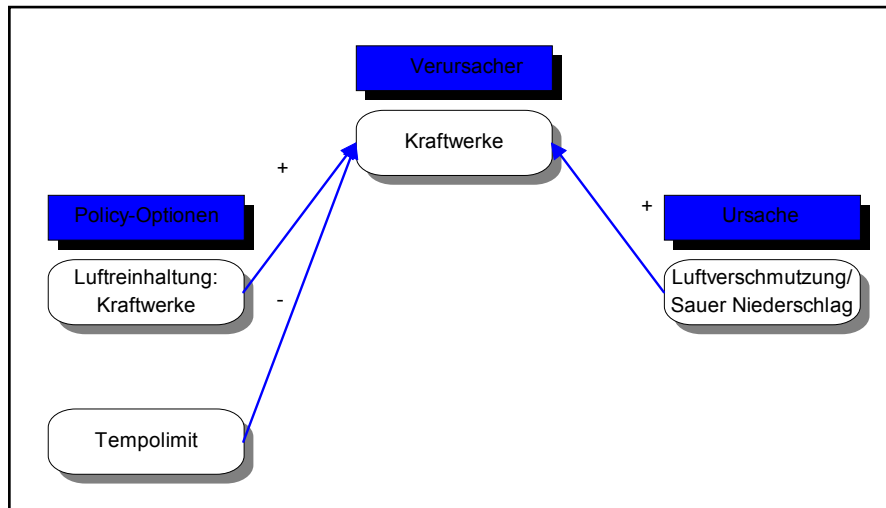 Verursacher
Kraftwerke
+
Policy-Optionen
+
Ursache
Luftreinhaltung:
Kraftwerke
-
Luftverschmutzung/
Sauer Niederschlag
Tempolimit